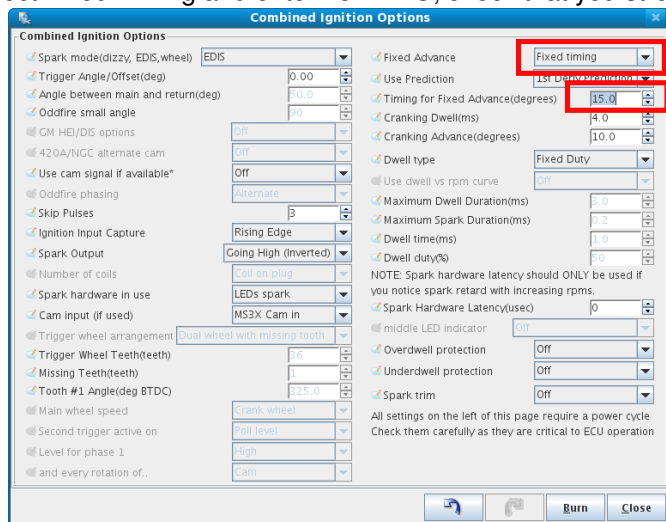 Combined Ignition Options
Combined Ignition Options
Spark mode(dizzy, EDIS,wheel) EDIS
Trigger Angle/Offset(deg) 0.00
Angle between main and return(deg) 50.0
Oddfire small angle 90
GM HEI/DIS options Off
420A/NGC alternate cam Off
Use cam signal if available* Off
Oddfire phasing Alternate
Skip Pulses 3
Ignition Input Capture Rising Edge
Spark Output Going High (Inverted)
Number of coils Coil on plug
Spark hardware in use LEDs spark
Cam input (if used) MS3X Cam in
Trigger wheel arrangement Dual wheel with missing tooth
Trigger Wheel Teeth(teeth) 36
Missing Teeth(teeth) 1
Tooth #1 Angle(deg BTDC) 325.0
Main wheel speed Crank wheel
Second trigger active on Poll level
Level for phase 1 High
and every rotation of.. Cam
Fixed Advance Fixed timing
Use Prediction 1st Deriv Prediction
Timing for Fixed Advance(degrees) 15.0
Cranking Dwell(ms) 4.0
Cranking Advance(degrees) 10.0
Dwell type Fixed Duty
Use dwell vs rpm curve Off
Maximum Dwell Duration(ms) 3.0
Maximum Spark Duration(ms) 0.2
Dwell time(ms) 1.0
Dwell duty(%) 50
NOTE: Spark hardware latency should ONLY be used if
you notice spark retard with increasing rpms.
Spark Hardware Latency(usec) 0
middle LED indicator Off
Overdwell protection Off
Underdwell protection Off
Spark trim Off
All settings on the left of this page require a power cycle
Check them carefully as they are critical to ECU operation
Burn Close